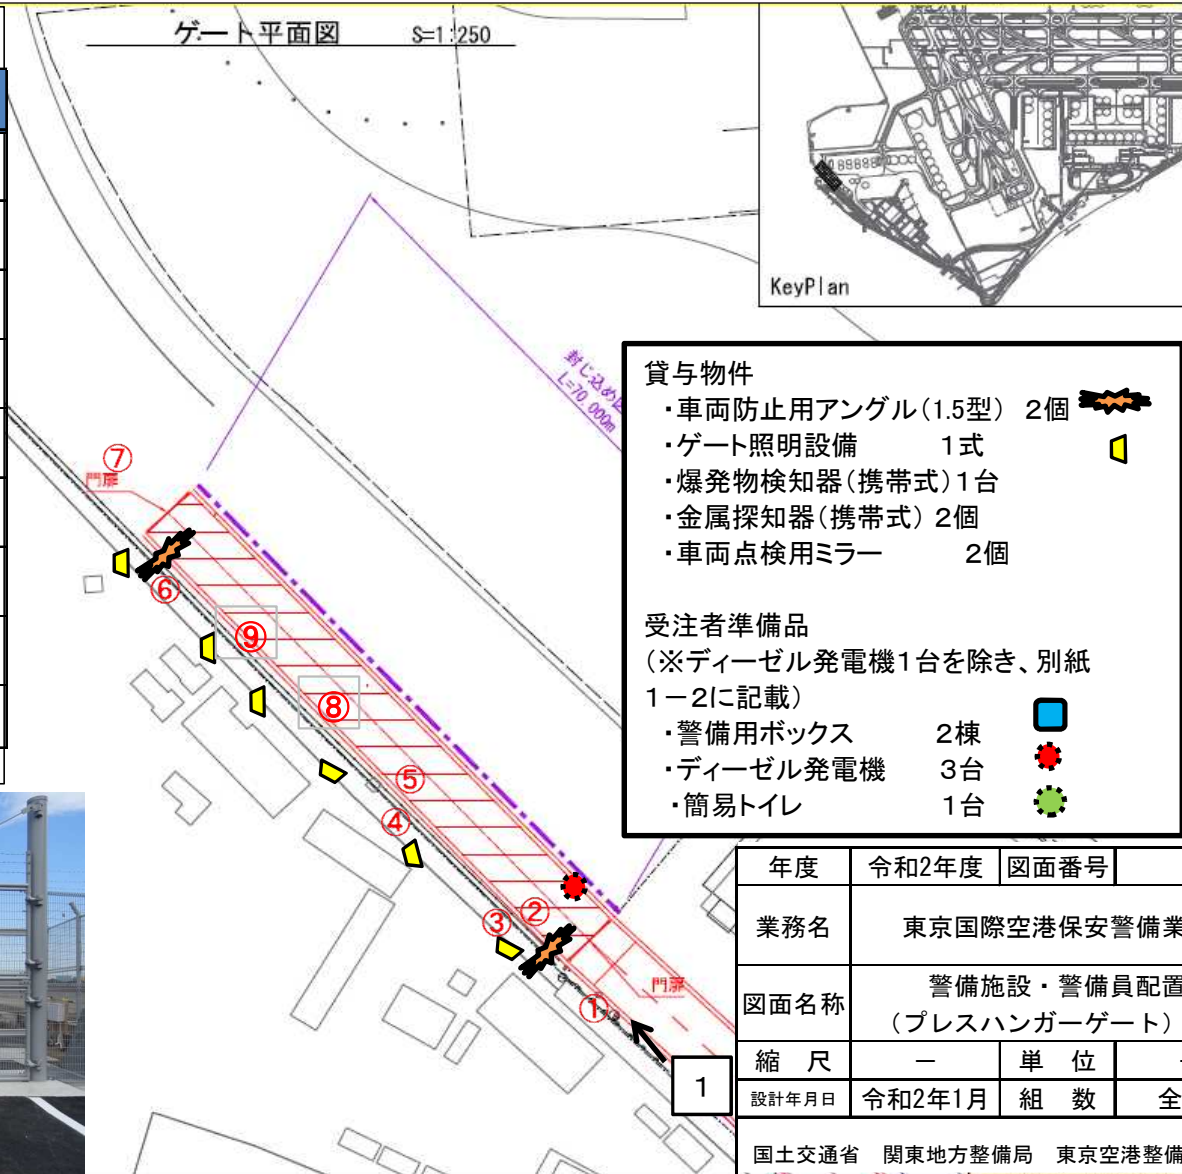 ゲート平面図 S=1:250
KeyPlan
封じ込め
L=70.000m
貸与物件
・車両防止用アングル(1.5型) 2個
・ゲート照明設備 1式
・爆発物検知器(携帯式)1台
・金属探知器(携帯式) 2個
・車両点検用ミラー 2個
受注者準備品
(※ディーゼル発電機1台を除き、別紙
1-2に記載)
・警備用ボックス 2棟
・ディーゼル発電機 3台
・簡易トイレ 1台
⑦
門扉
⑥
⑨
⑧
⑤
④
③
②
①
門扉
1
年度 令和2年度 図面番号
業務名 東京国際空港保安警備業
図面名称 警備施設・警備員配置
(プレスハンガーゲート)
縮 尺 - 単 位
設計年月日 令和2年1月 組 数 全
国土交通省 関東地方整備局 東京空港整備